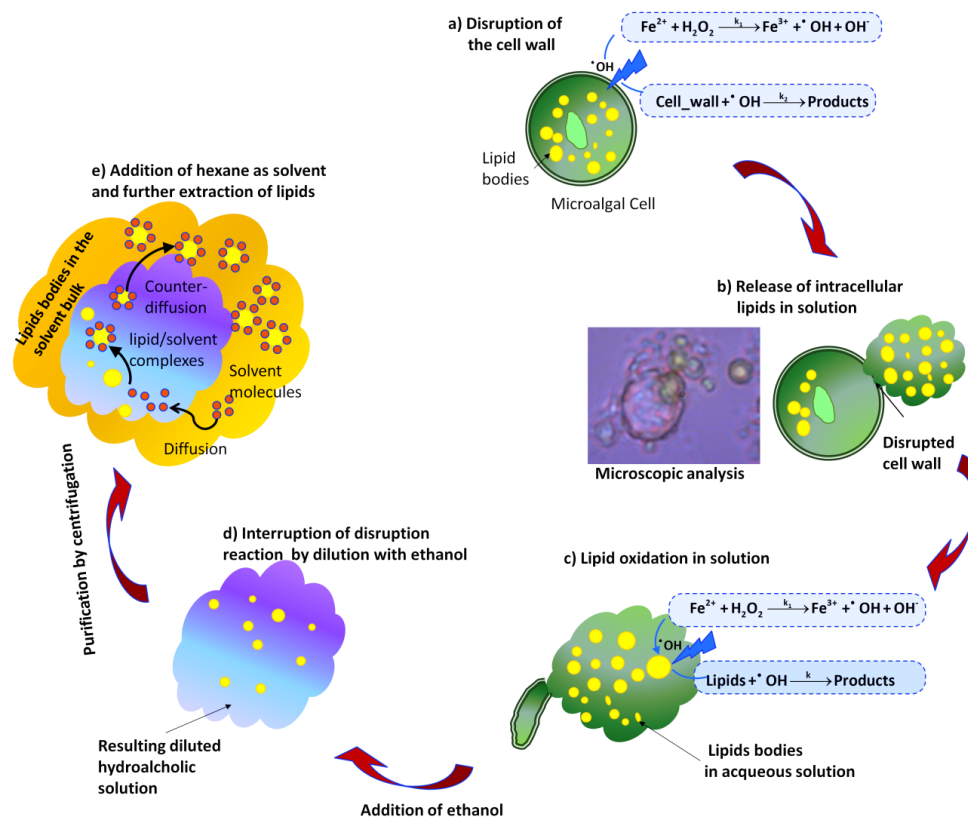 a) Disruption of
the cell wall
Fe²⁺ + H₂O₂ —k₁→ Fe³⁺ + • OH + OH⁻
• OH
Cell_wall + • OH —k₂→ Products
Lipid
bodies
Microalgal Cell
b) Release of intracellular
lipids in solution
Microscopic analysis
Disrupted
cell wall
c) Lipid oxidation in solution
Fe²⁺ + H₂O₂ —k₁→ Fe³⁺ + • OH + OH⁻
• OH
Lipids + • OH —k→ Products
Lipids bodies
in acqueous solution
Addition of ethanol
d) Interruption of disruption
reaction by dilution with ethanol
Resulting diluted
hydroalcholic
solution
Purification by centrifugation
e) Addition of hexane as solvent
and further extraction of lipids
Lipids bodies in the
solvent bulk
Counter-
diffusion
lipid/solvent
complexes
Solvent
molecules
Diffusion